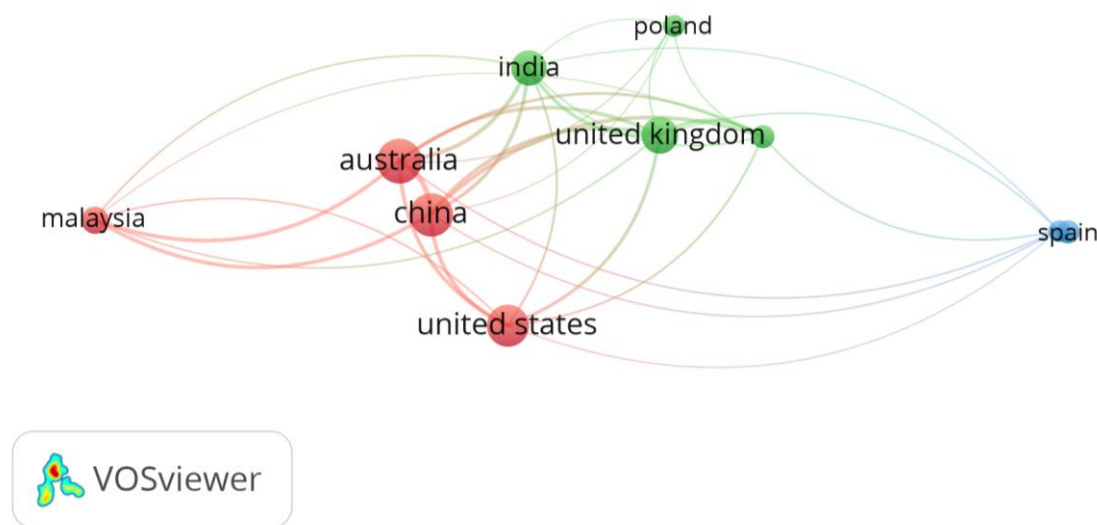 poland
india
united kingdom
australia
china
malaysia
spain
united states
VOSviewer